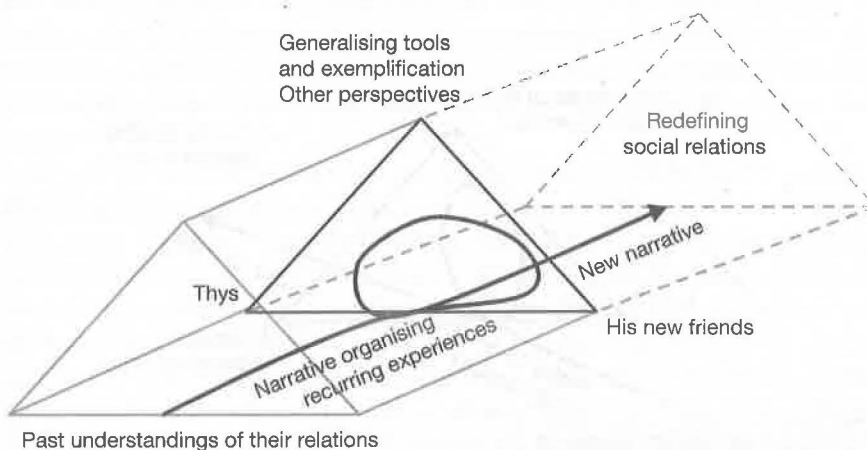 Generalising tools
and exemplification
Other perspectives
Redefining
social relations
Thys
New narrative
His new friends
Narrative organising
recurring experiences
Past understandings of their relations